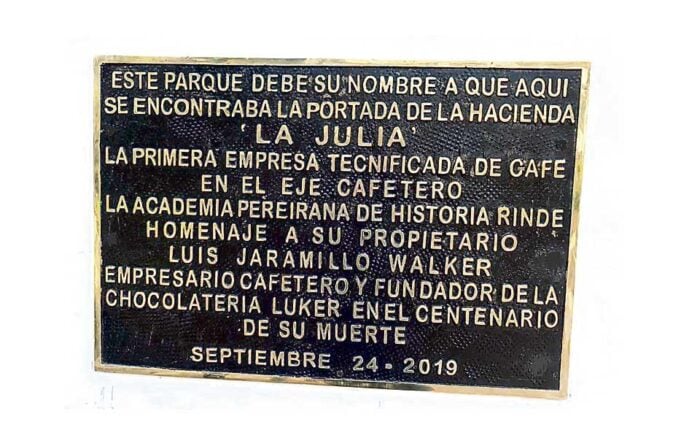 ESTE PARQUE DEBE SU NOMBRE A QUE AQUI
SE ENCONTRABA LA PORTADA DE LA HACIENDA
'LA JULIA'
LA PRIMERA EMPRESA TECNIFICADA DE CAFE
EN EL EJE CAFETERO
LA ACADEMIA PEREIRANA DE HISTORIA RINDE
HOMENAJE A SU PROPIETARIO
LUIS JARAMILLO WALKER
EMPRESARIO CAFETERO Y FUNDADOR DE LA
CHOCOLATERIA LUKER EN EL CENTENARIO
DE SU MUERTE
SEPTIEMBRE 24-2019